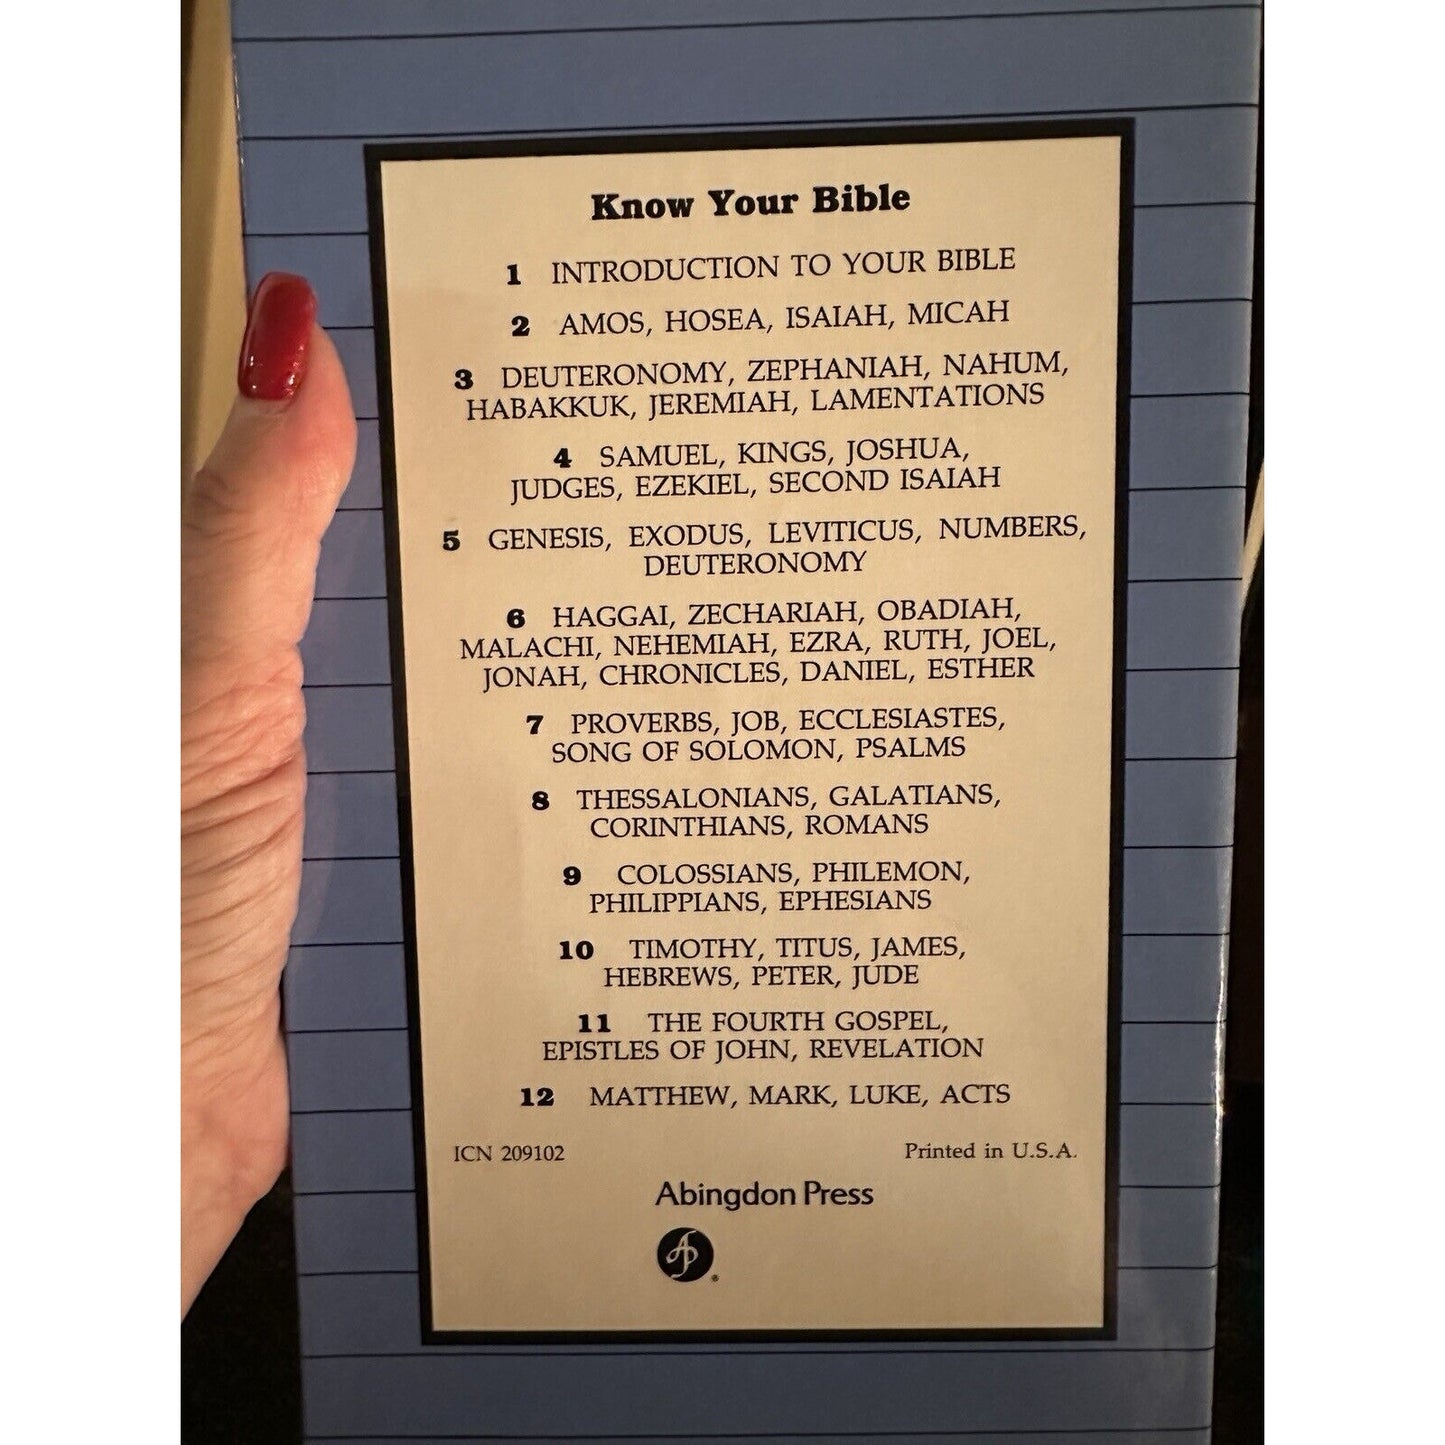 Know Your Bible
1 INTRODUCTION TO YOUR BIBLE
2 AMOS, HOSEA, ISAIAH, MICAH
3 DEUTERONOMY, ZEPHANIAH, NAHUM,
HABAKKUK, JEREMIAH, LAMENTATIONS
4 SAMUEL, KINGS, JOSHUA,
JUDGES, EZEKIEL, SECOND ISAIAH
5 GENESIS, EXODUS, LEVITICUS, NUMBERS,
DEUTERONOMY
6 HAGGAI, ZECHARIAH, OBADIAH,
MALACHI, NEHEMIAH, EZRA, RUTH, JOEL,
JONAH, CHRONICLES, DANIEL, ESTHER
7 PROVERBS, JOB, ECCLESIASTES,
SONG OF SOLOMON, PSALMS
8 THESSALONIANS, GALATIANS,
CORINTHIANS, ROMANS
9 COLOSSIANS, PHILEMON,
PHILIPPIANS, EPHESIANS
10 TIMOTHY, TITUS, JAMES,
HEBREWS, PETER, JUDE
11 THE FOURTH GOSPEL,
EPISTLES OF JOHN, REVELATION
12 MATTHEW, MARK, LUKE, ACTS
ICN 209102 Printed in U.S.A.
Abingdon Press
AP ®